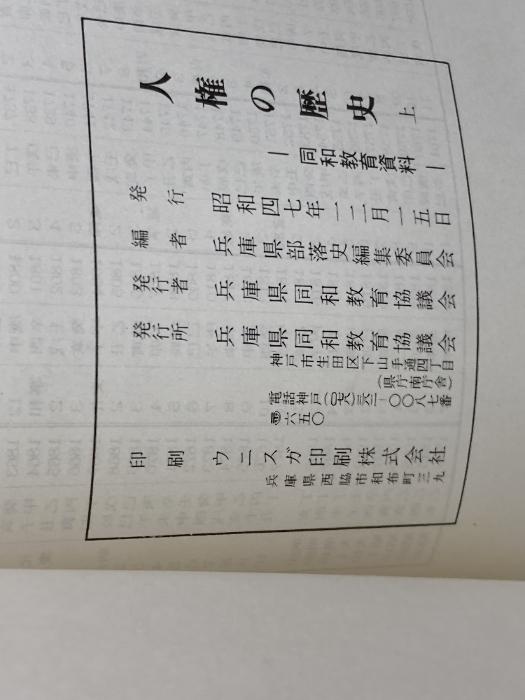 人権の歴史 上
―同和教育資料―
発行 昭和四七年一二月一五日
編者 兵庫県部落史編集委員会
発行者 兵庫県同和教育協議会
発行所 兵庫県同和教育協議会
神戸市生田区下山手通四丁目
(県庁南庁舎)
電話神戸(〇七八)三三一―〇〇八七番
〒六五〇
印刷 ウニスガ印刷株式会社
兵庫県西脇市和布町三九